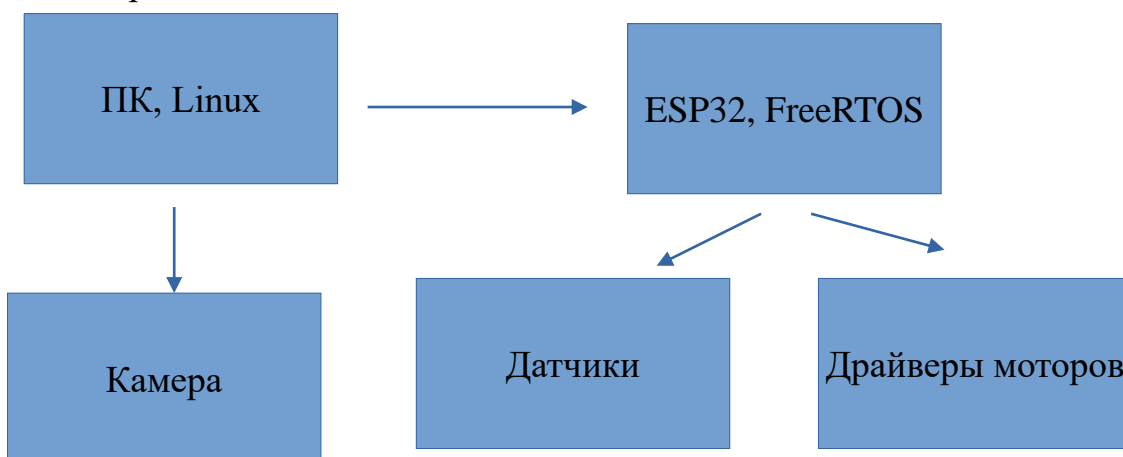 ПК, Linux
ESP32, FreeRTOS
Камера
Датчики
Драйверы моторов